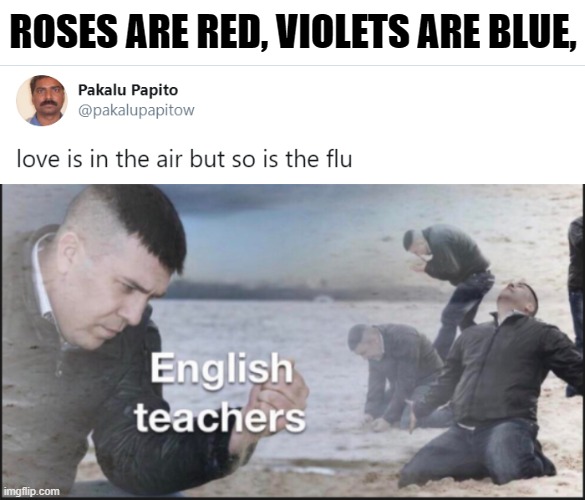 ROSES ARE RED, VIOLETS ARE BLUE,
Pakalu Papito
@pakalupapitow
love is in the air but so is the flu
English
teachers
imgflip.com